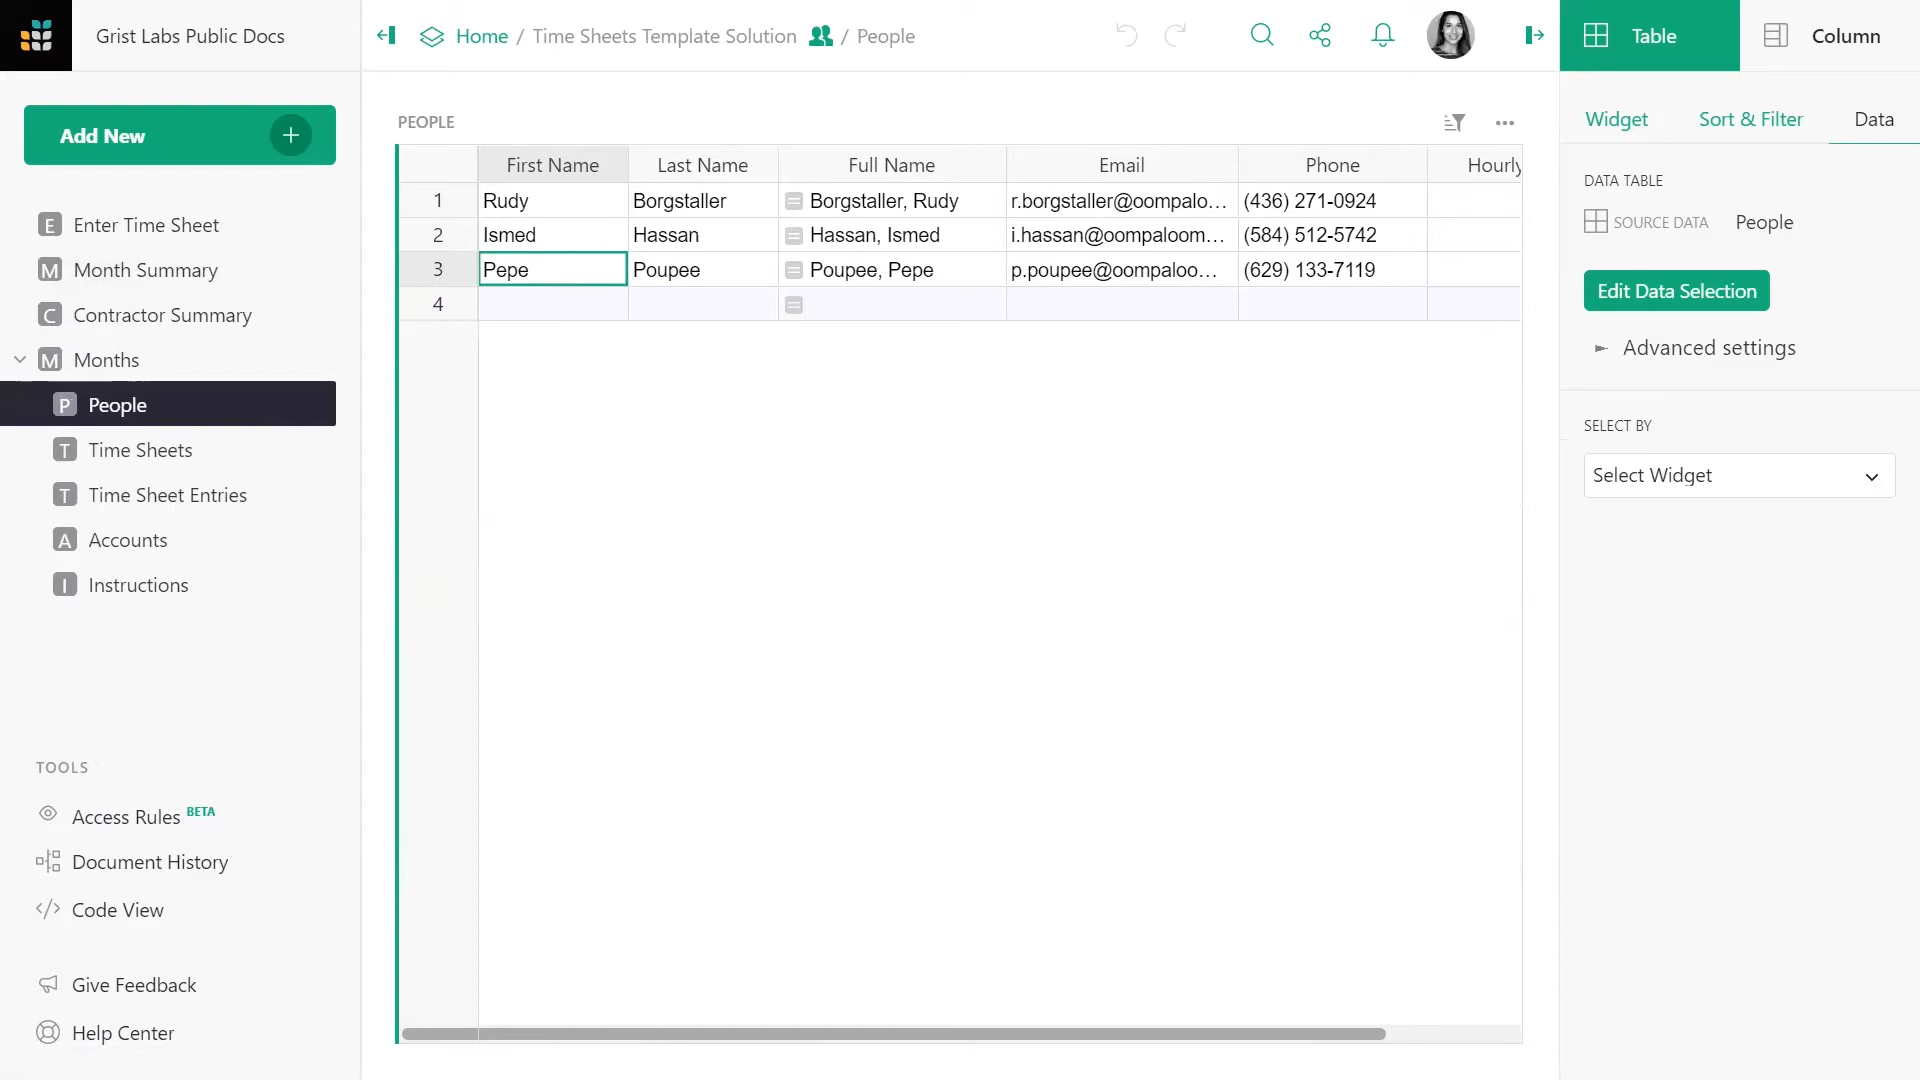 Grist Labs Public Docs
Home / Time Sheets Template Solution / People
Table
Column
Add New
E Enter Time Sheet
M Month Summary
C Contractor Summary
M Months
P People
T Time Sheets
T Time Sheet Entries
A Accounts
I Instructions
TOOLS
Access Rules BETA
Document History
Code View
Give Feedback
Help Center
PEOPLE
First Name Last Name Full Name Email Phone Hourly
1 Rudy Borgstaller = Borgstaller, Rudy r.borgstaller@oompalo... (436) 271-0924
2 Ismed Hassan = Hassan, Ismed i.hassan@oompaloom... (584) 512-5742
3 Pepe Poupee = Poupee, Pepe p.poupee@oompaloo... (629) 133-7119
4 =
Widget Sort & Filter Data
DATA TABLE
SOURCE DATA People
Edit Data Selection
Advanced settings
SELECT BY
Select Widget